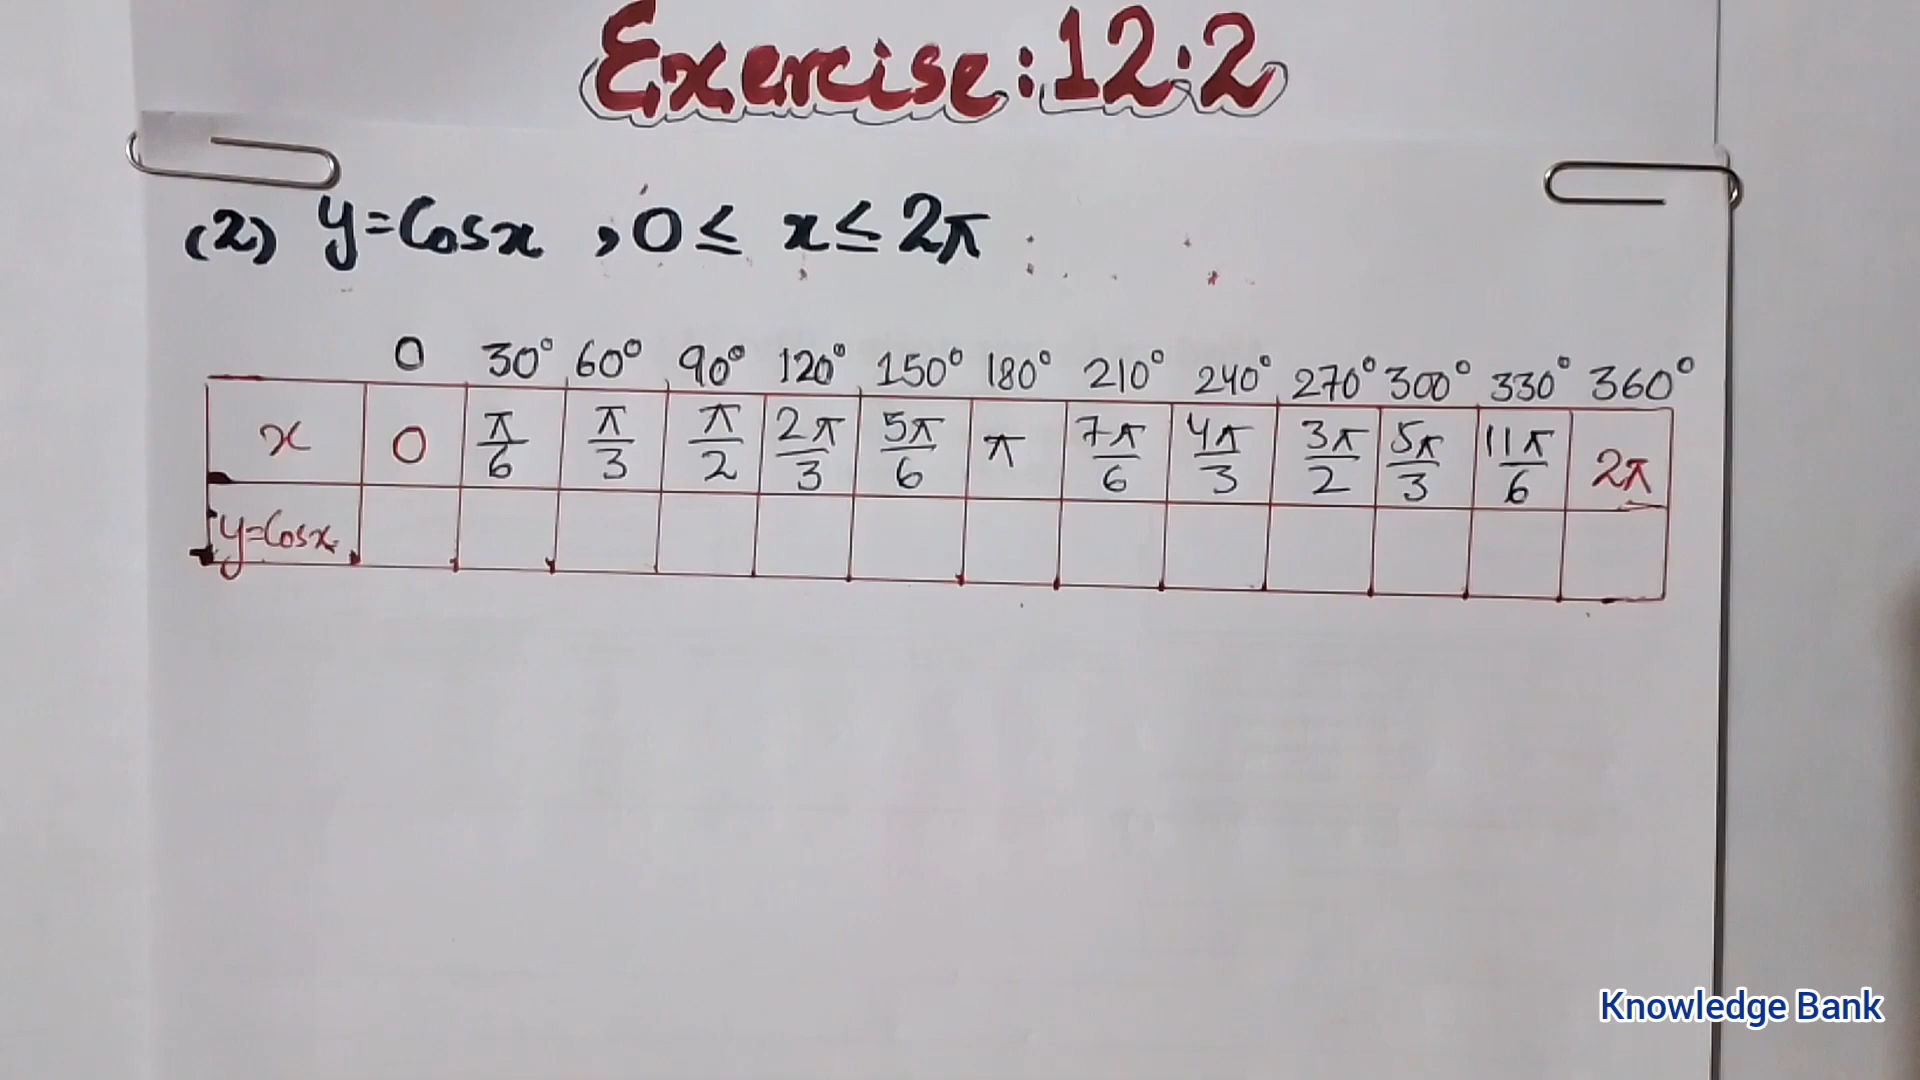 Exercise:12.2
(2) y=Cosx , 0 ≤ x ≤ 2π
0 30° 60° 90° 120° 150° 180° 210° 240° 270° 300° 330° 360°
x 0 π/6 π/3 π/2 2π/3 5π/6 π 7π/6 4π/3 3π/2 5π/3 11π/6 2π
y=Cosx
Knowledge Bank